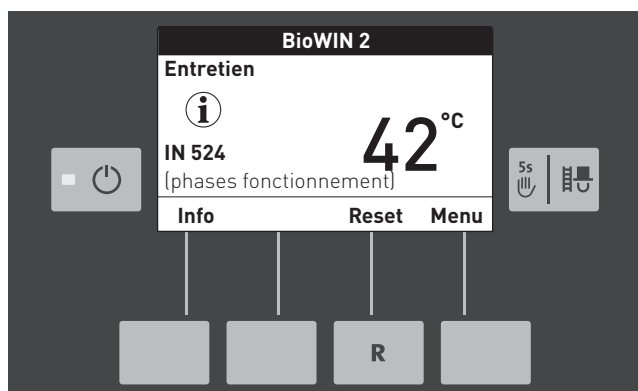 BioWIN 2
Entretien
i
42 °C
IN 524
(phases fonctionnement)
Info Reset Menu
5s
R